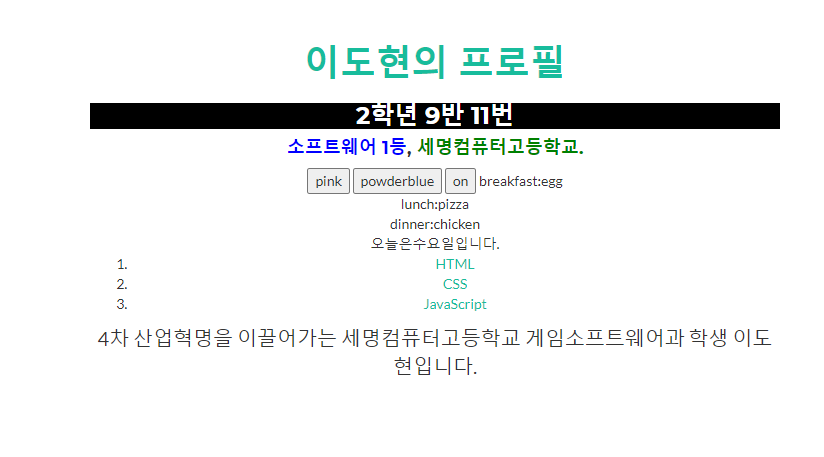 이도현의 프로필
2학년 9반 11번
소프트웨어 1등, 세명컴퓨터고등학교.
pink powderblue on breakfast:egg
lunch:pizza
dinner:chicken
오늘은수요일입니다.
1. HTML
2. CSS
3. JavaScript
4차 산업혁명을 이끌어가는 세명컴퓨터고등학교 게임소프트웨어과 학생 이도
현입니다.